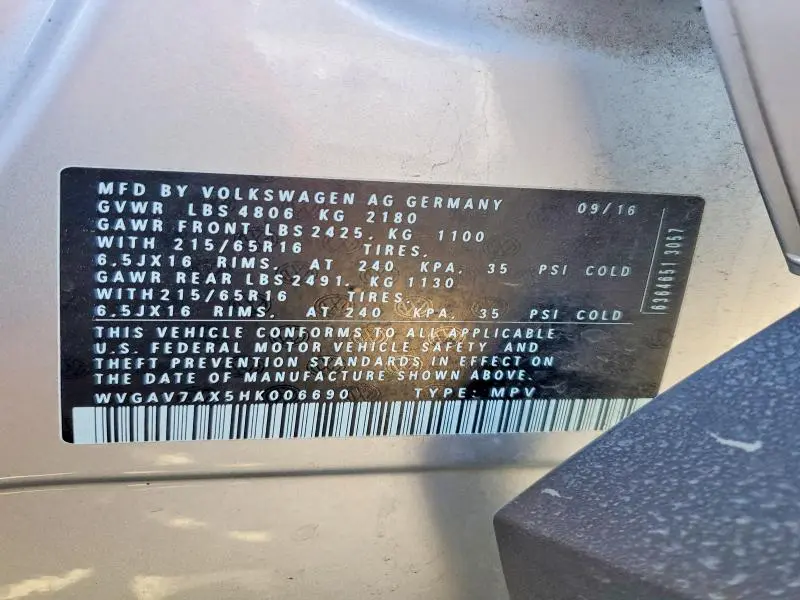 MFD BY VOLKSWAGEN AG GERMANY 09/16
GVWR LBS 4806 KG 2180
GAWR FRONT LBS 2425. KG 1100
WITH 215/65R16 TIRES.
6.5JX16 RIMS. AT 240 KPA. 35 PSI COLD
GAWR REAR LBS 2491. KG 1130
WITH 215/65R16 TIRES.
6.5JX16 RIMS. AT 240 KPA. 35 PSI COLD
THIS VEHICLE CONFORMS TO ALL APPLICABLE
U.S. FEDERAL MOTOR VEHICLE SAFETY AND
THEFT PREVENTION STANDARDS IN EFFECT ON
THE DATE OF MANUFACTURE SHOWN ABOVE.
WVGAV7AX5HK006690 TYPE: MPV
6364651 3057